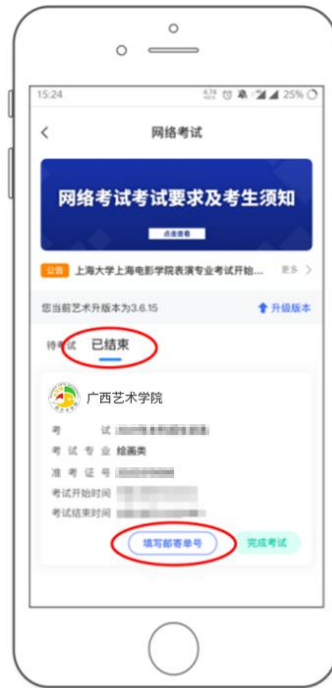 15:24
25%
网络考试
网络考试考试要求及考生须知
点击查看
公告 上海大学上海电影学院表演专业考试开始... 更多
您当前艺术升版本为3.6.15 升级版本
待考试 已结束
广西艺术学院
考试
考试专业 绘画类
准考证号
考试开始时间
考试结束时间
填写邮寄单号 完成考试